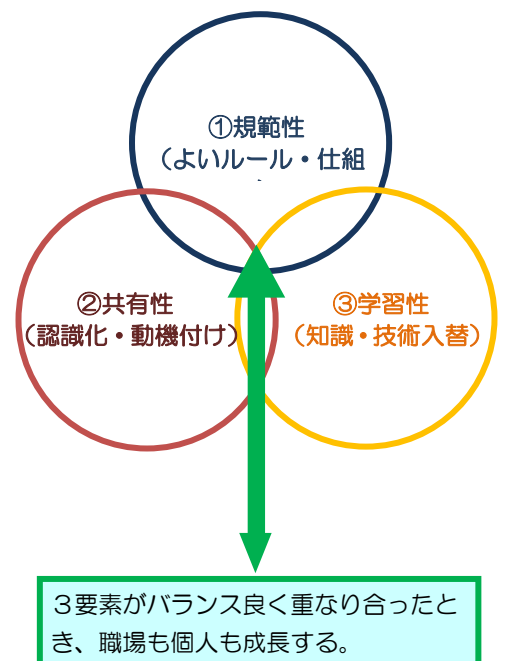 ①規範性
（よいルール・仕組
②共有性
（認識化・動機付け）
③学習性
（知識・技術入替）
３要素がバランス良く重なり合ったと
き、職場も個人も成長する。